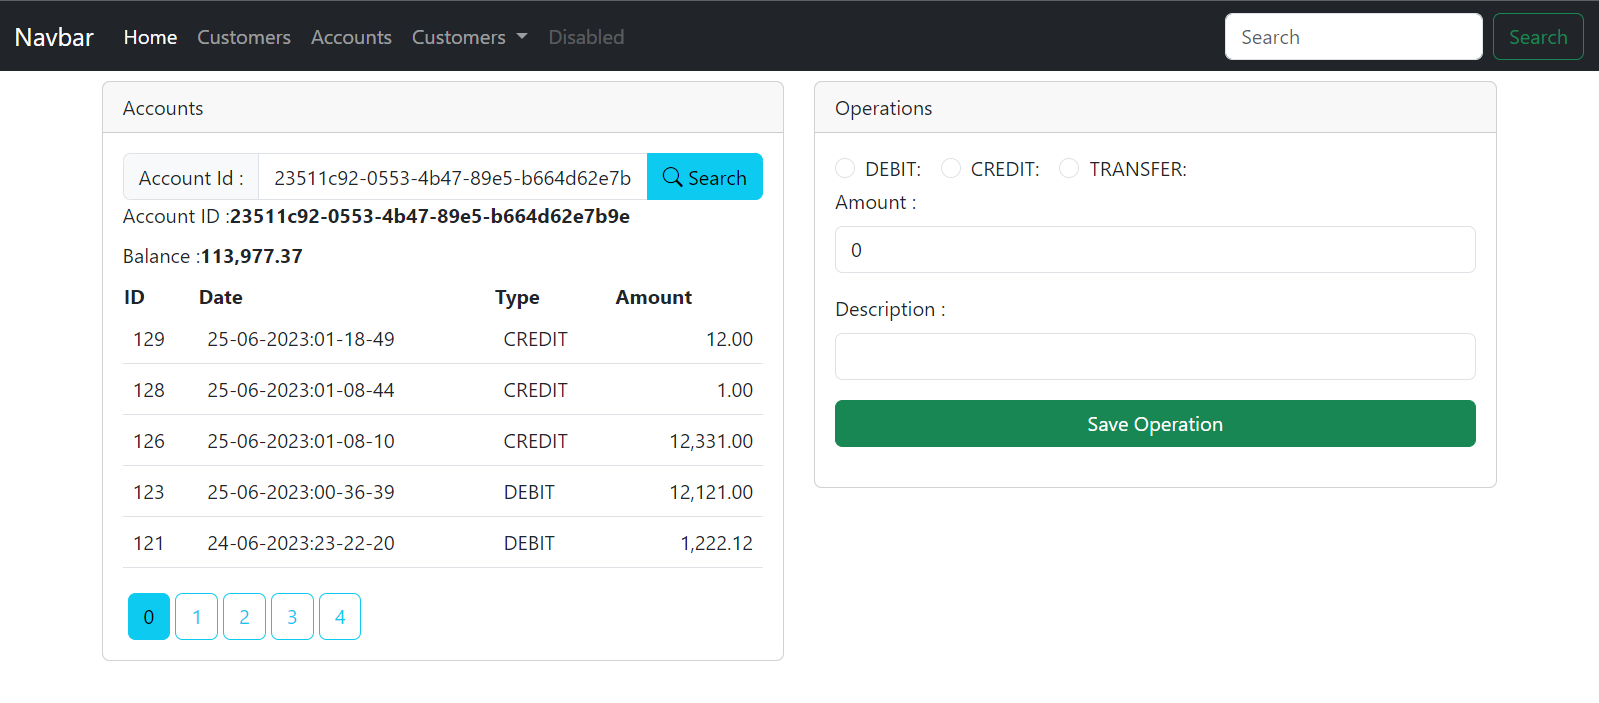 Navbar Home Customers Accounts Customers Disabled Search Search
Accounts
Account Id : 23511c92-0553-4b47-89e5-b664d62e7b Search
Account ID :23511c92-0553-4b47-89e5-b664d62e7b9e
Balance :113,977.37
ID Date Type Amount
129 25-06-2023:01-18-49 CREDIT 12.00
128 25-06-2023:01-08-44 CREDIT 1.00
126 25-06-2023:01-08-10 CREDIT 12,331.00
123 25-06-2023:00-36-39 DEBIT 12,121.00
121 24-06-2023:23-22-20 DEBIT 1,222.12
0 1 2 3 4
Operations
DEBIT: CREDIT: TRANSFER:
Amount :
0
Description :
Save Operation